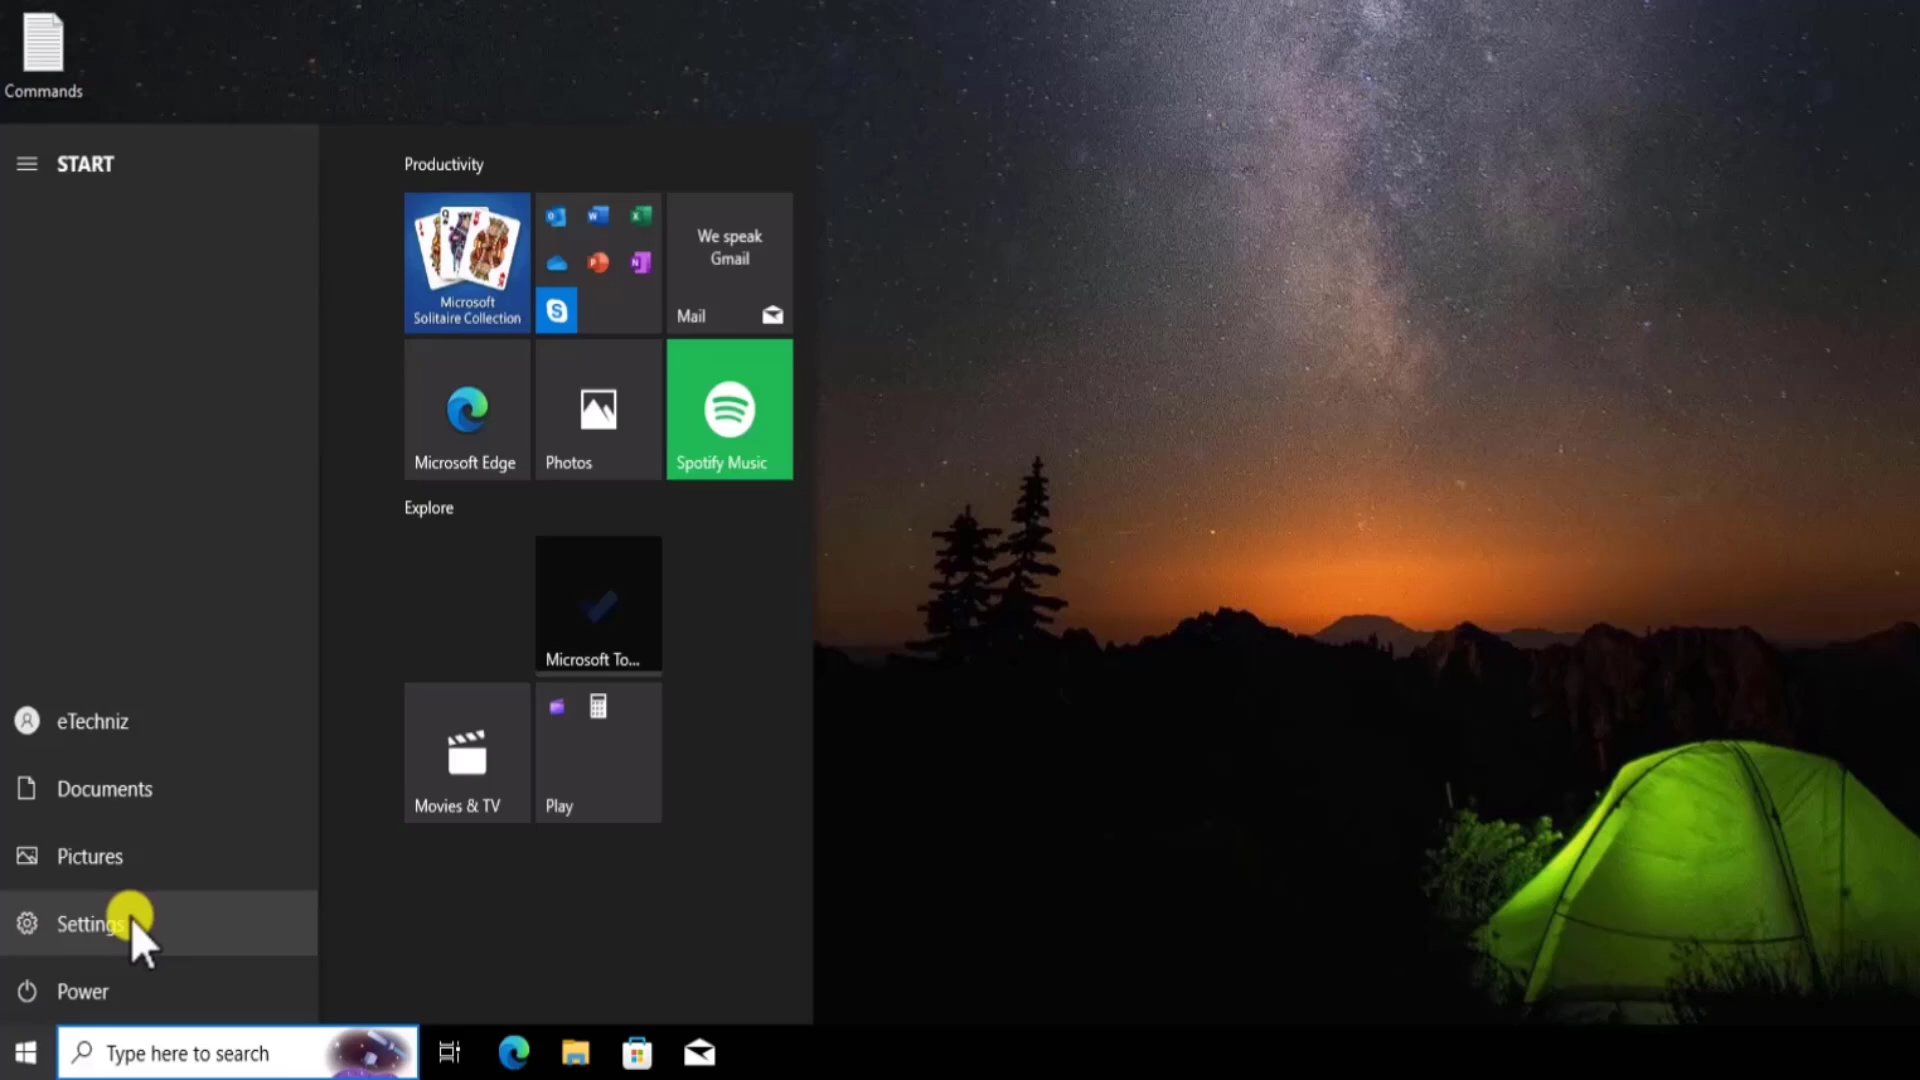 Commands
START
Productivity
Microsoft
Solitaire Collection
We speak
Gmail
Mail
Microsoft Edge
Photos
Spotify Music
Explore
Microsoft To...
Movies & TV
Play
eTechniz
Documents
Pictures
Settings
Power
Type here to search